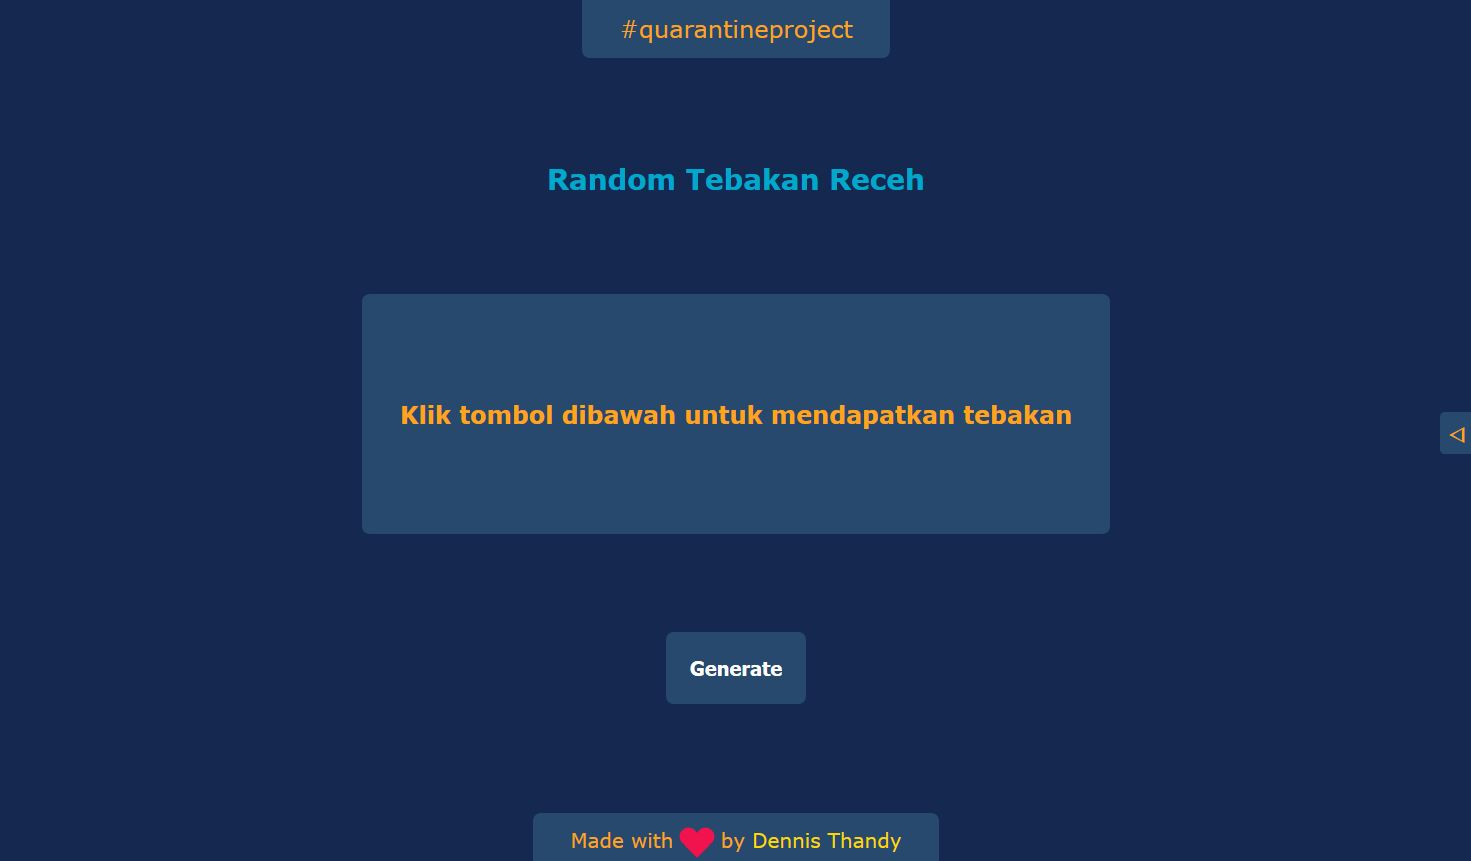 #quarantineproject
Random Tebakan Receh
Klik tombol dibawah untuk mendapatkan tebakan
Generate
Made with by Dennis Thandy